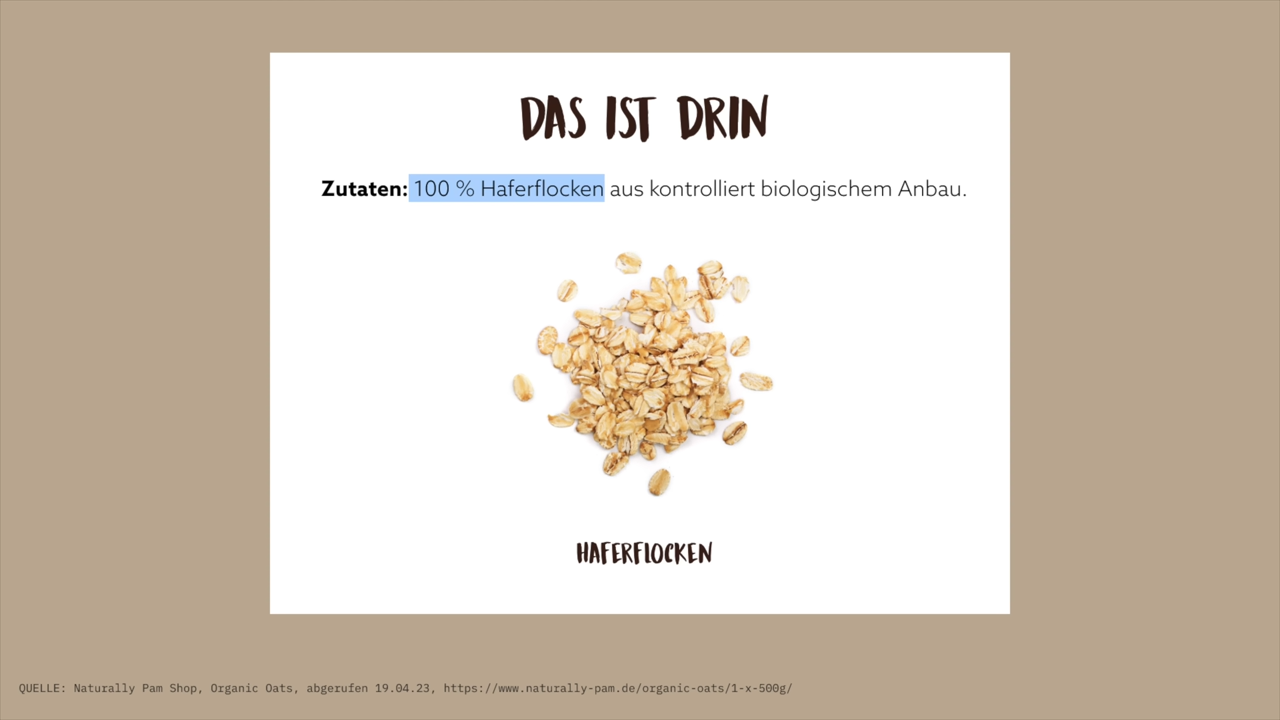 DAS IST DRIN
Zutaten: 100 % Haferflocken aus kontrolliert biologischem Anbau.
HAFERFLOCKEN
QUELLE: Naturally Pam Shop, Organic Oats, abgerufen 19.04.23, https://www.naturally-pam.de/organic-oats/1-x-500g/